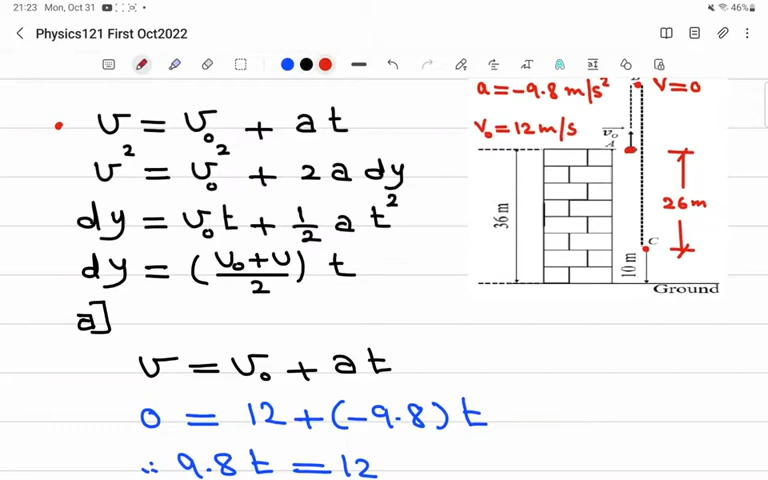 21:23 Mon, Oct 31
46%
Physics121 First Oct2022
v = v₀ + at
v² = v₀² + 2a dy
dy = v₀t + 1/2 a t²
dy = (v₀+v/2) t
a]
v = v₀ + at
0 = 12 + (-9.8) t
∴ 9.8 t = 12
a = -9.8 m/s²
V = 0
V₀ = 12 m/s
v₀
A
36 m
26 m
C
10 m
Ground